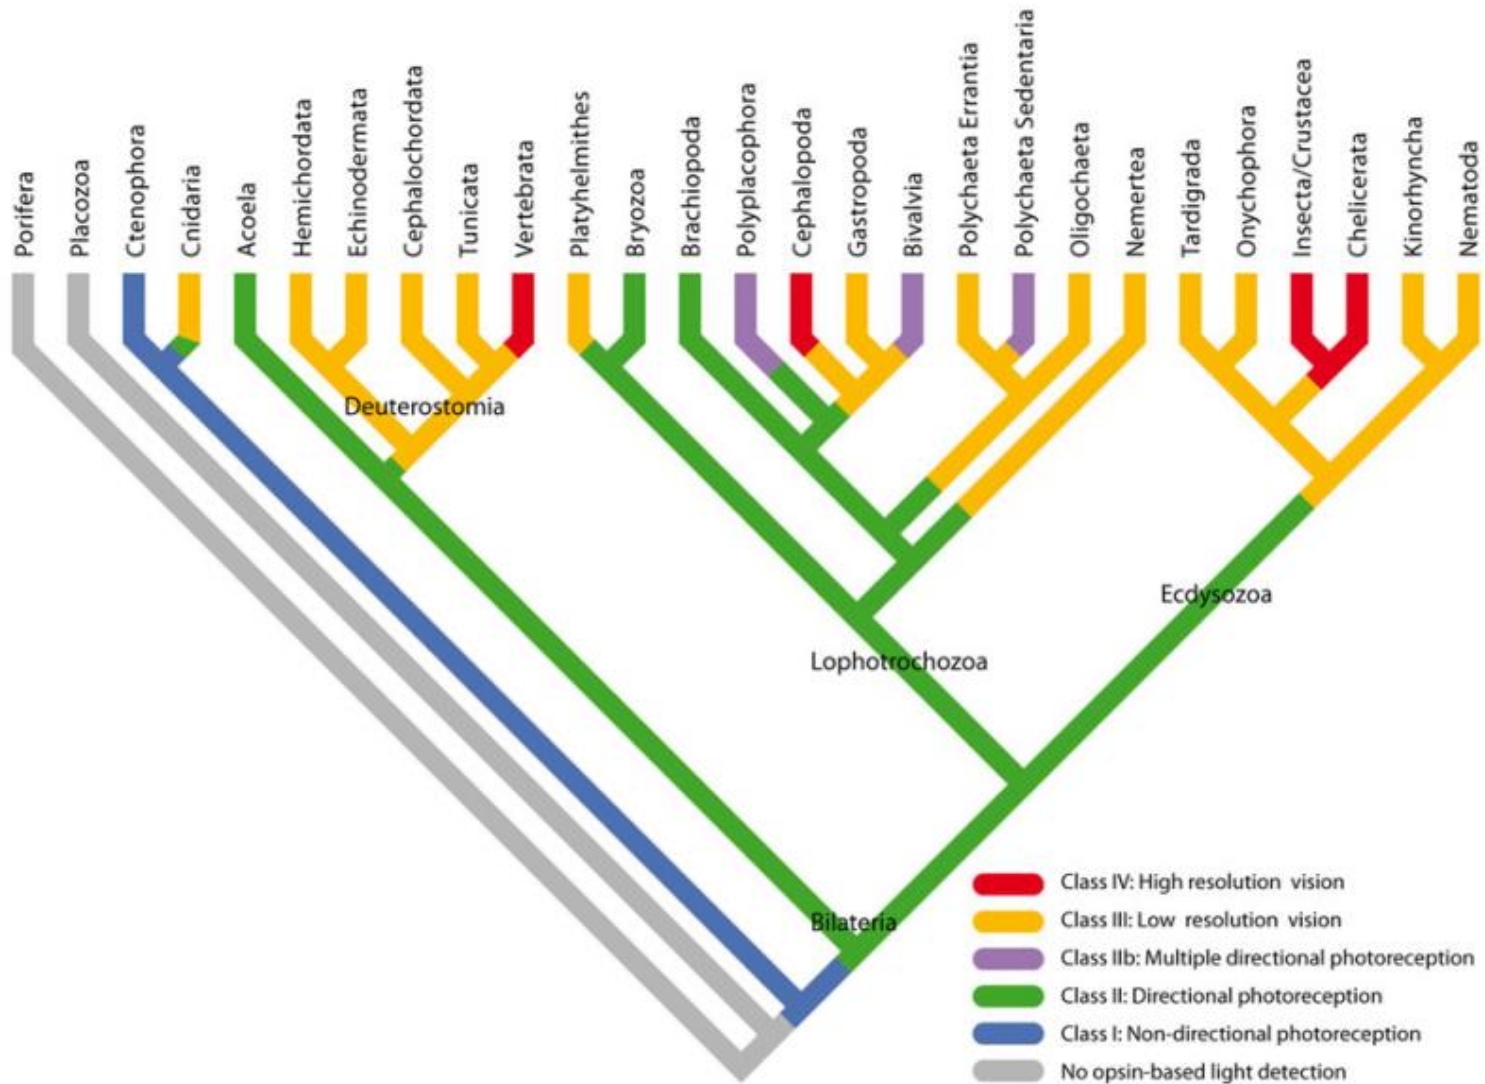 Porifera
Placozoa
Ctenophora
Cnidaria
Acoela
Hemichordata
Echinodermata
Cephalochordata
Tunicata
Vertebrata
Platyhelmithes
Bryozoa
Brachiopoda
Polyplacophora
Cephalopoda
Gastropoda
Bivalvia
Polychaeta Errantia
Polychaeta Sedentaria
Oligochaeta
Nemertea
Tardigrada
Onychophora
Insecta/Crustacea
Chelicerata
Kinorhyncha
Nematoda
Deuterostomia
Ecdysozoa
Lophotrochozoa
Bilateria
Class IV: High resolution vision
Class III: Low resolution vision
Class IIb: Multiple directional photoreception
Class II: Directional photoreception
Class I: Non-directional photoreception
No opsin-based light detection